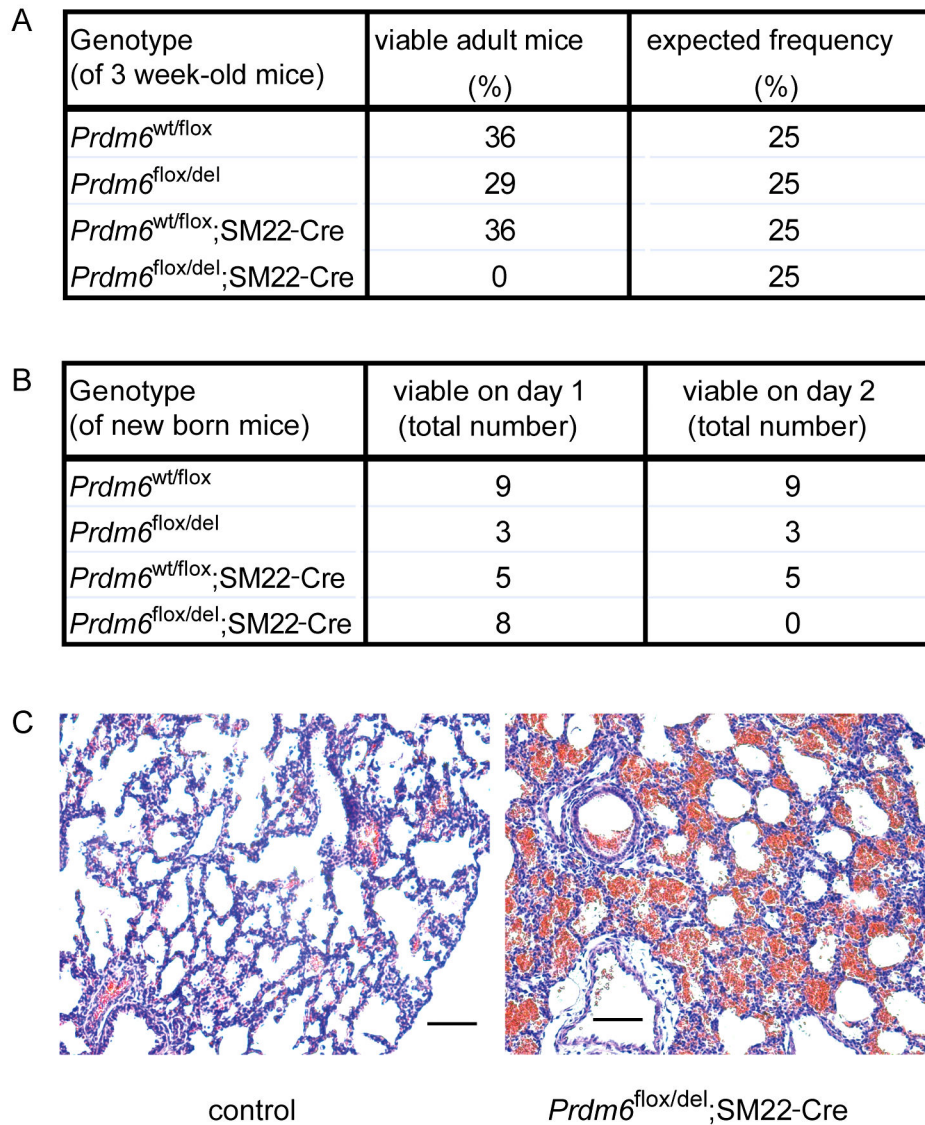 A
Genotype
(of 3 week-old mice)
viable adult mice
(%)
expected frequency
(%)
Prdm6wt/flox 36 25
Prdm6flox/del 29 25
Prdm6wt/flox;SM22-Cre 36 25
Prdm6flox/del;SM22-Cre 0 25
B
Genotype
(of new born mice)
viable on day 1
(total number)
viable on day 2
(total number)
Prdm6wt/flox 9 9
Prdm6flox/del 3 3
Prdm6wt/flox;SM22-Cre 5 5
Prdm6flox/del;SM22-Cre 8 0
C
control
Prdm6flox/del;SM22-Cre